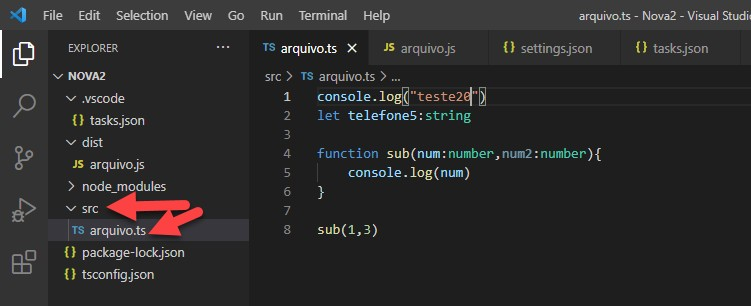 File Edit Selection View Go Run Terminal Help arquivo.ts - Nova2 - Visual Studio
EXPLORER ...
TS arquivo.ts × JS arquivo.js {} settings.json {} tasks.json
NOVA2
.vscode
{} tasks.json
dist
JS arquivo.js
node_modules
src
TS arquivo.ts
{} package-lock.json
{} tsconfig.json
src > TS arquivo.ts > ...
1 console.log("teste20")
2 let telefone5:string
3
4 function sub(num:number,num2:number){
5 console.log(num)
6 }
7
8 sub(1,3)